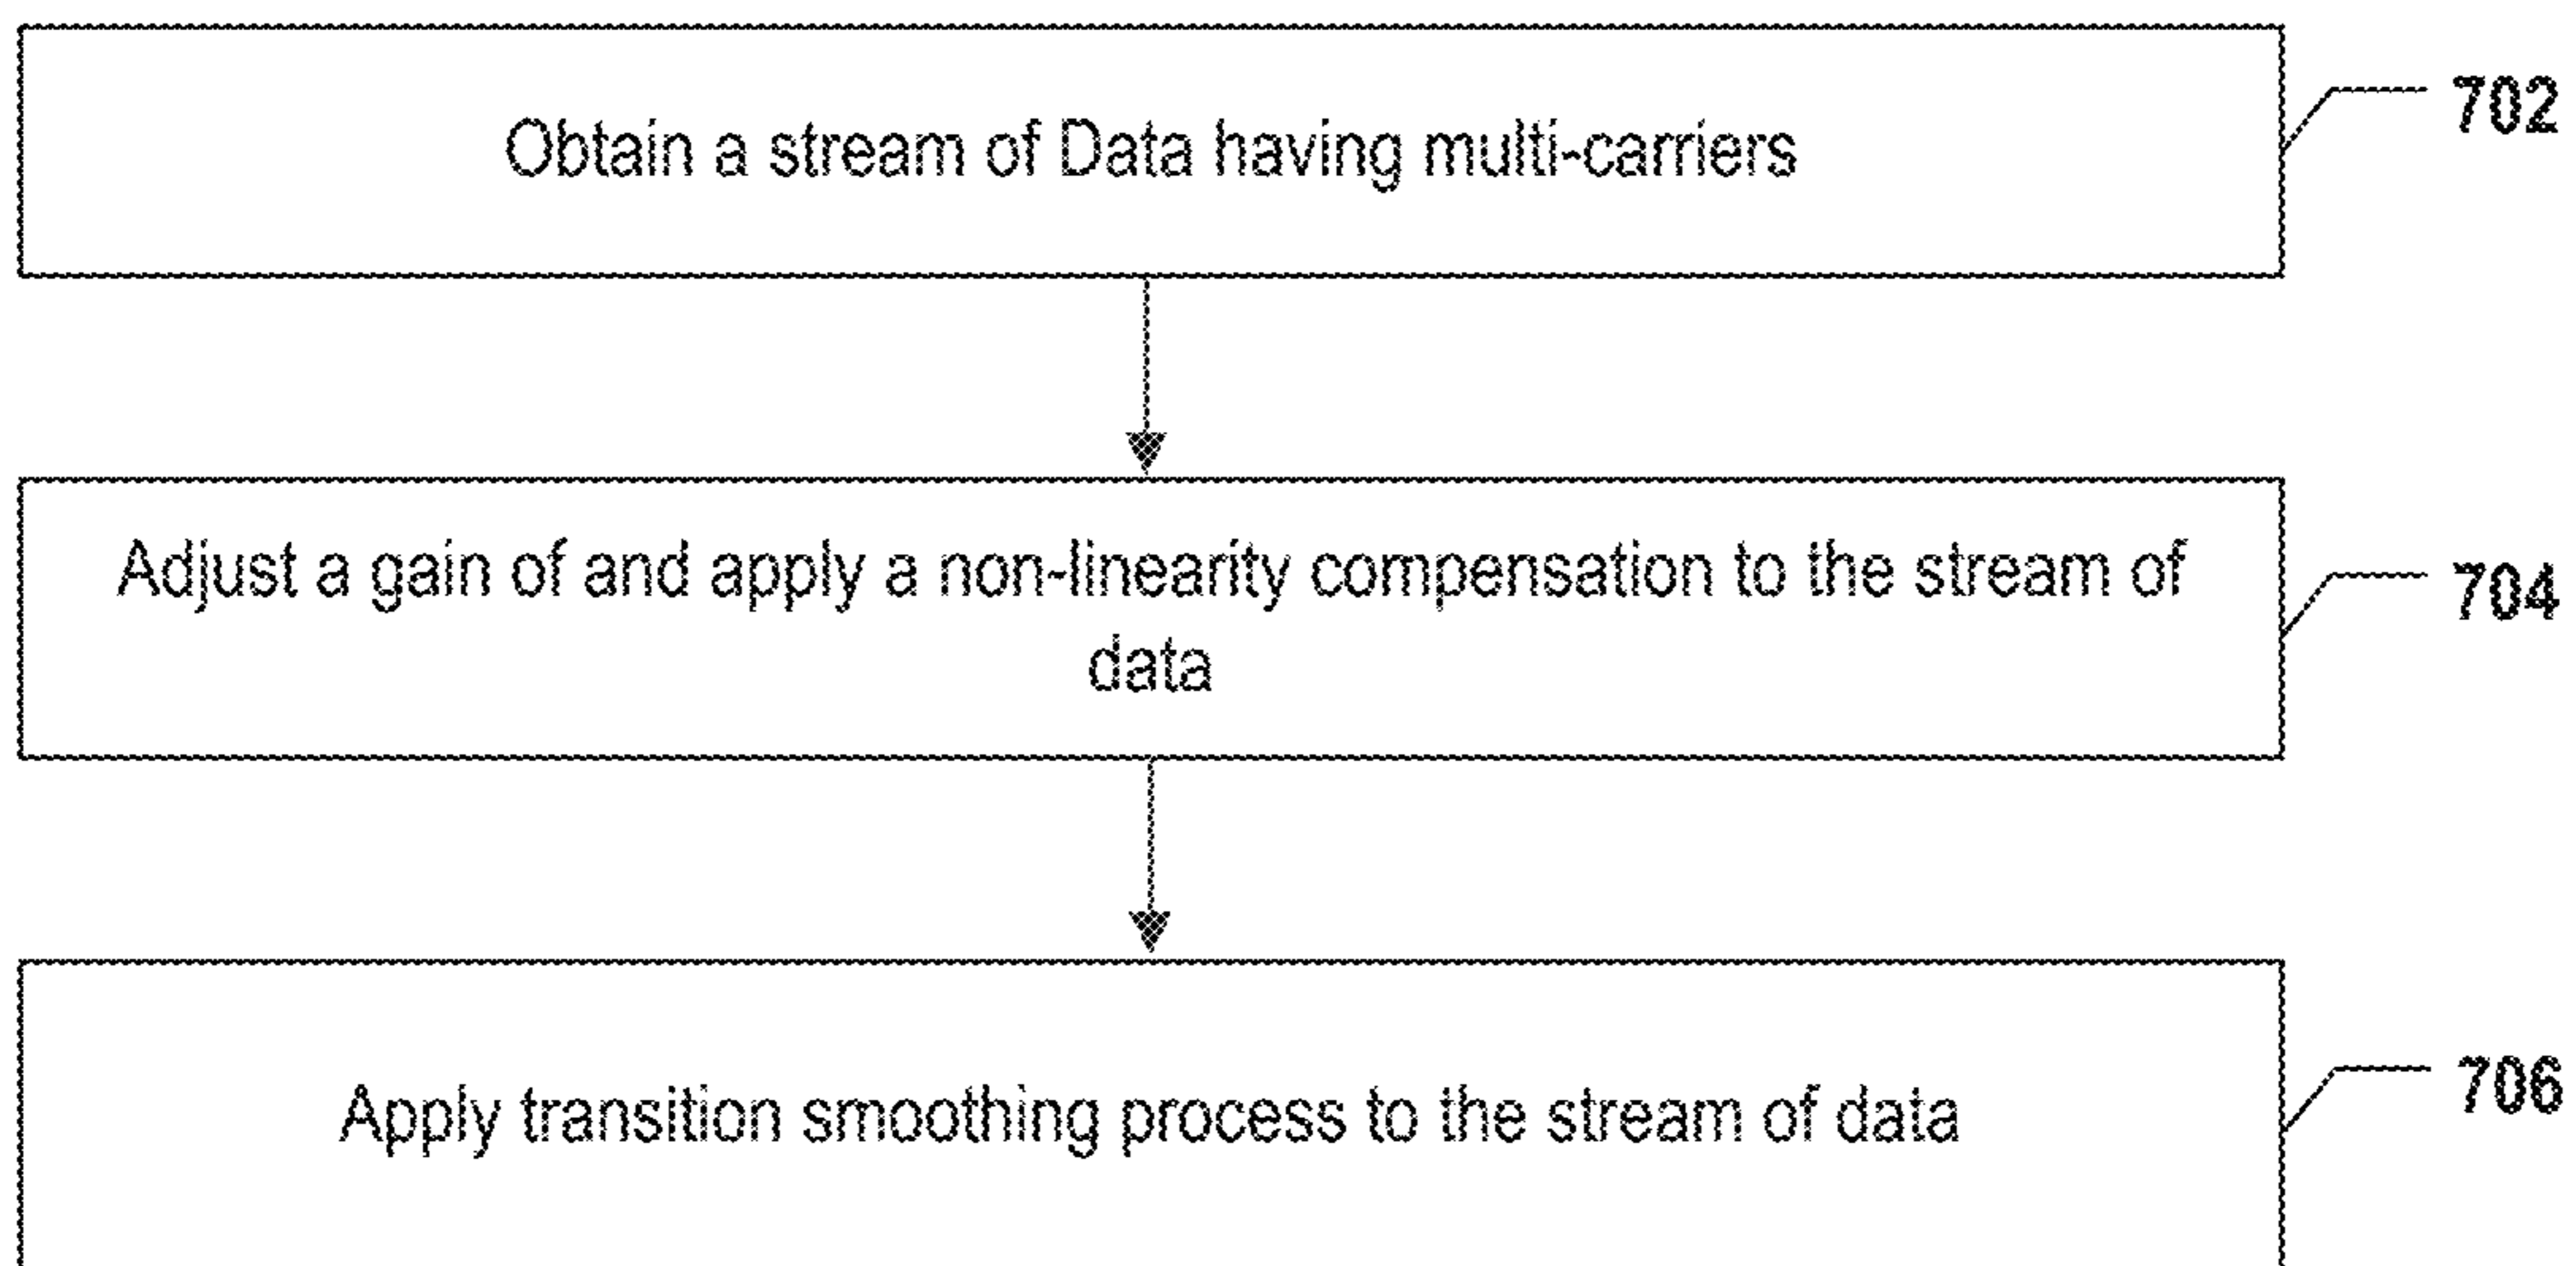 Obtain a stream of Data having multi-carriers
702
Adjust a gain of and apply a non-linearity compensation to the stream of
data
704
Apply transition smoothing process to the stream of data
706